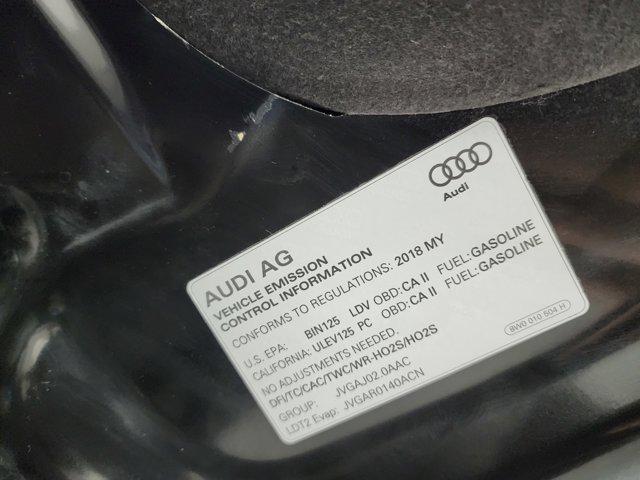 Audi
AUDI AG
VEHICLE EMISSION
CONTROL INFORMATION
CONFORMS TO REGULATIONS: 2018 MY
U.S. EPA: BIN125 LDV OBD: CA II FUEL: GASOLINE
CALIFORNIA: ULEV125 PC OBD: CA II FUEL: GASOLINE
NO ADJUSTMENTS NEEDED.
DFI/TC/CAC/TWC/WR-HO2S/HO2S
GROUP: JVGAJ02.0AAC
LDT2 Evap: JVGAR0140ACN
8W0 010 504 H